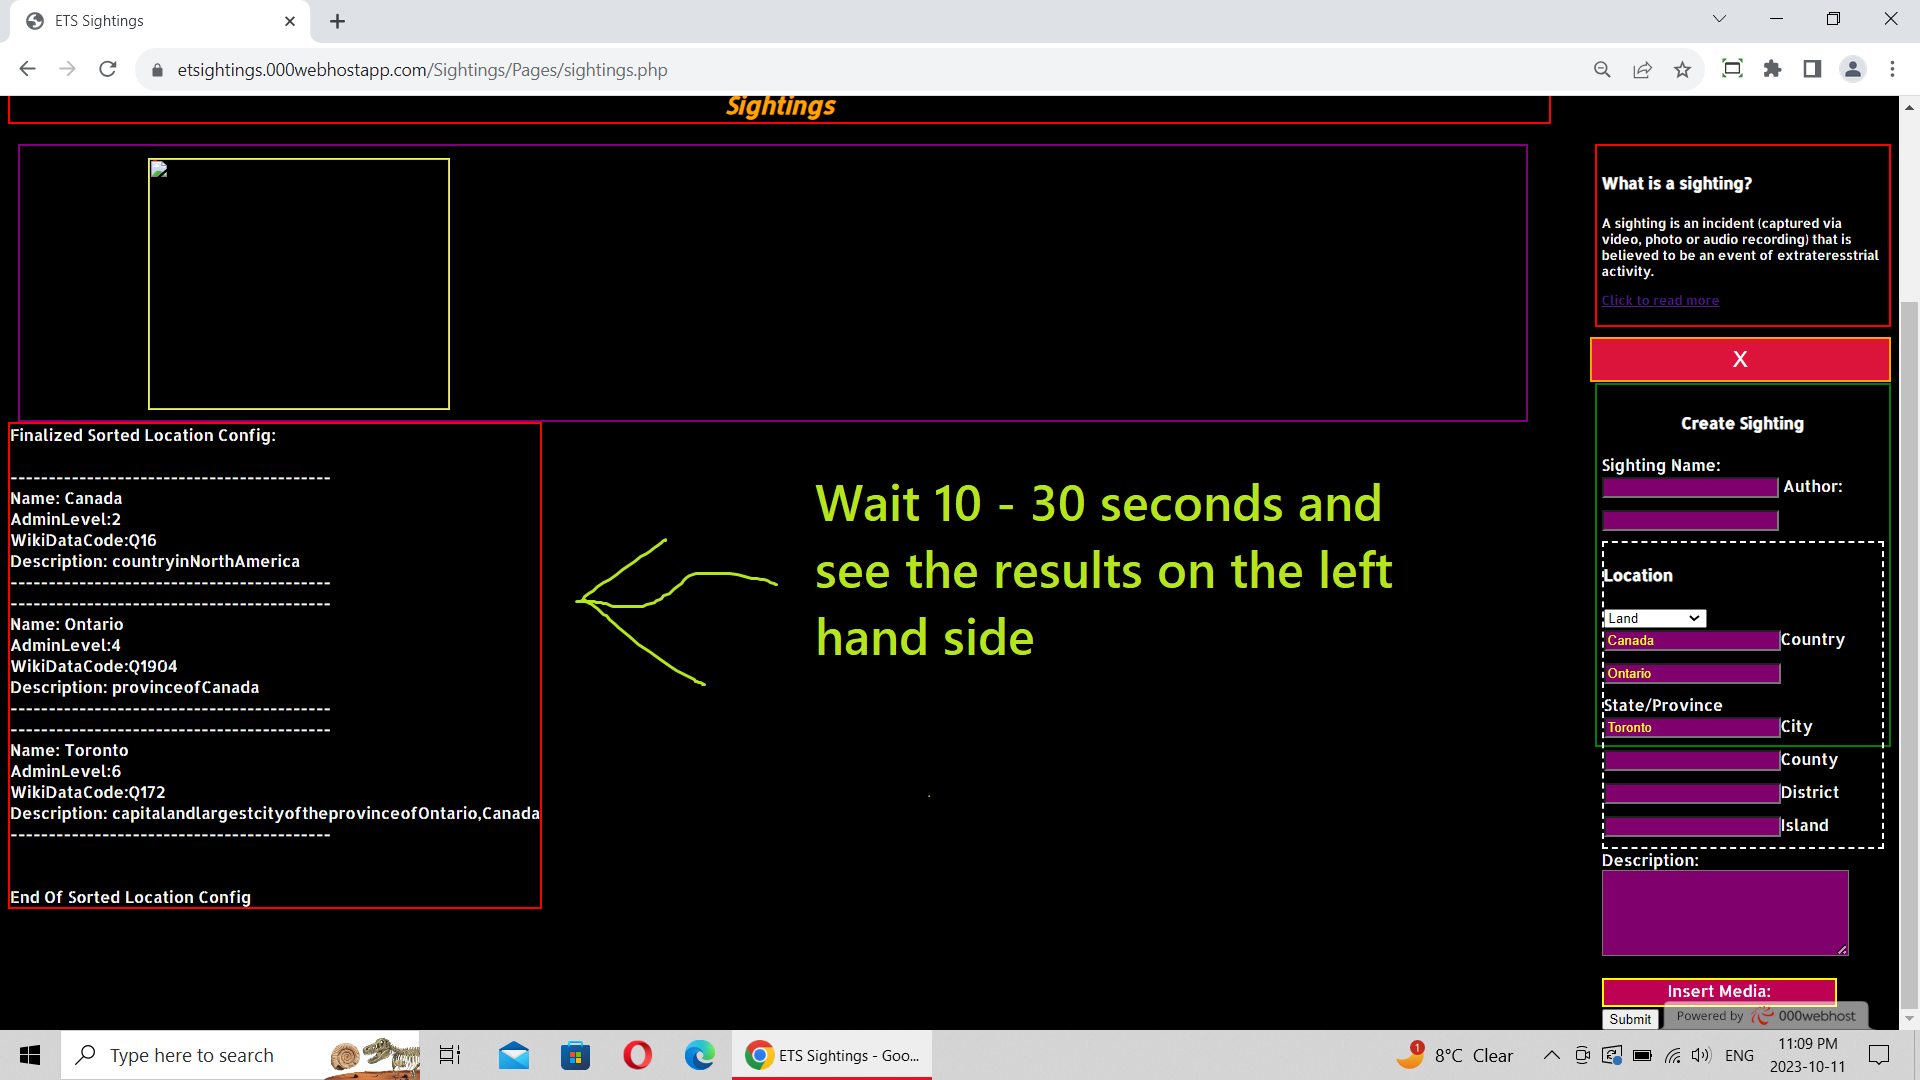 ETS Sightings
etsightings.000webhostapp.com/Sightings/Pages/sightings.php
Sightings
What is a sighting?
A sighting is an incident (captured via
video, photo or audio recording) that is
believed to be an event of extrateresstrial
activity.
Click to read more
X
Create Sighting
Sighting Name:
Author:
Location
Land
Canada Country
Ontario
State/Province
Toronto City
County
District
Island
Description:
Insert Media:
Submit
Powered by 000webhost
Finalized Sorted Location Config:
------------------------------------------
Name: Canada
AdminLevel:2
WikiDataCode:Q16
Description: countryinNorthAmerica
------------------------------------------
------------------------------------------
Name: Ontario
AdminLevel:4
WikiDataCode:Q1904
Description: provinceofCanada
------------------------------------------
------------------------------------------
Name: Toronto
AdminLevel:6
WikiDataCode:Q172
Description: capitalandlargestcityoftheprovinceofOntario,Canada
------------------------------------------
End Of Sorted Location Config
Wait 10 - 30 seconds and
see the results on the left
hand side
Type here to search
ETS Sightings - Goo...
1
8°C Clear
ENG
11:09 PM
2023-10-11